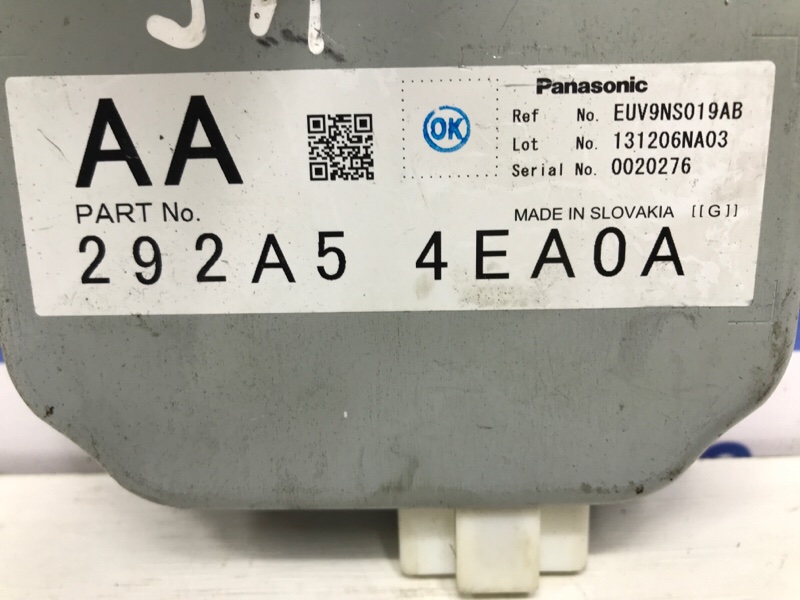 AA
OK
Panasonic
Ref No. EUV9NS019AB
Lot No. 131206NA03
Serial No. 0020276
PART No.
MADE IN SLOVAKIA [[G]]
292A5 4EA0A